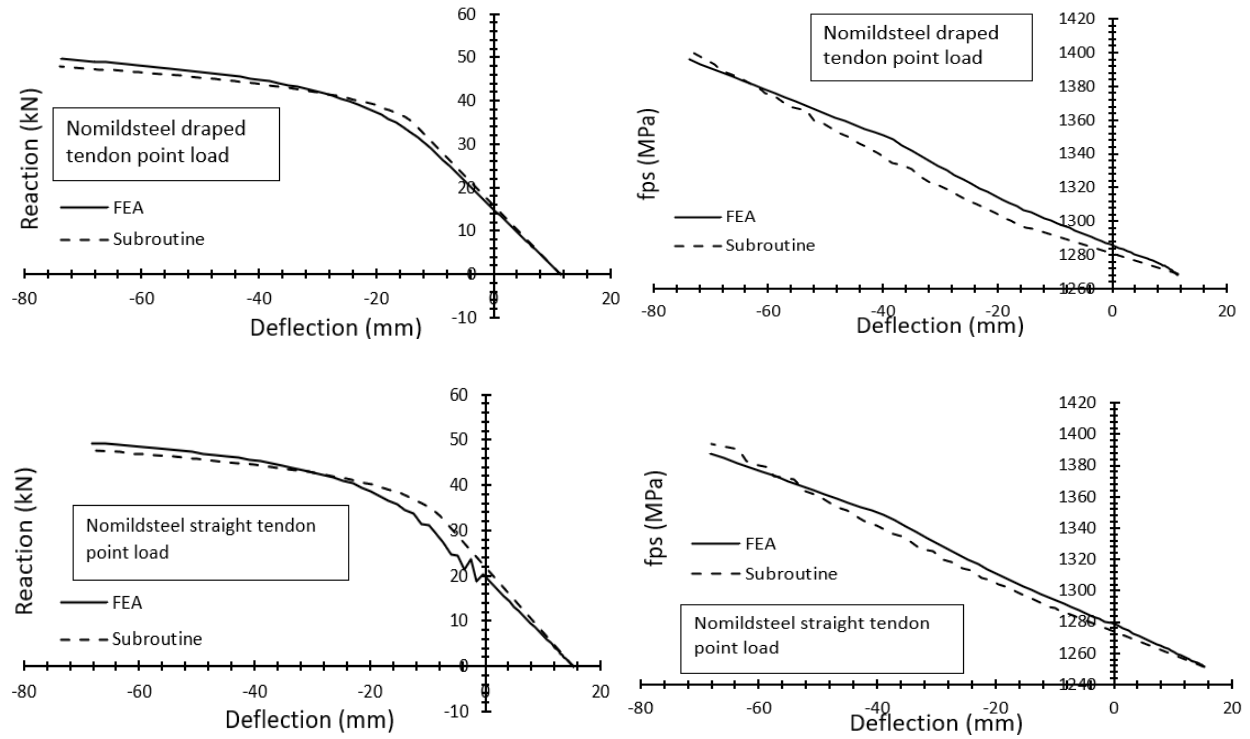 60
50
40
30
20
10
0
-10
Reaction (kN)
Nomildsteel draped
tendon point load
FEA
Subroutine
-80
-60
-40
-20
0
20
Deflection (mm)
1420
1400
1380
1360
1340
1320
1300
1280
1260
fps (MPa)
Nomildsteel draped
tendon point load
FEA
Subroutine
-80
-60
-40
-20
0
20
Deflection (mm)
60
50
40
30
20
10
0
-10
Reaction (kN)
Nomildsteel straight tendon
point load
FEA
Subroutine
-80
-60
-40
-20
0
20
Deflection (mm)
1420
1400
1380
1360
1340
1320
1300
1280
1260
1240
fps (MPa)
FEA
Subroutine
Nomildsteel straight tendon
point load
-80
-60
-40
-20
0
20
Deflection (mm)